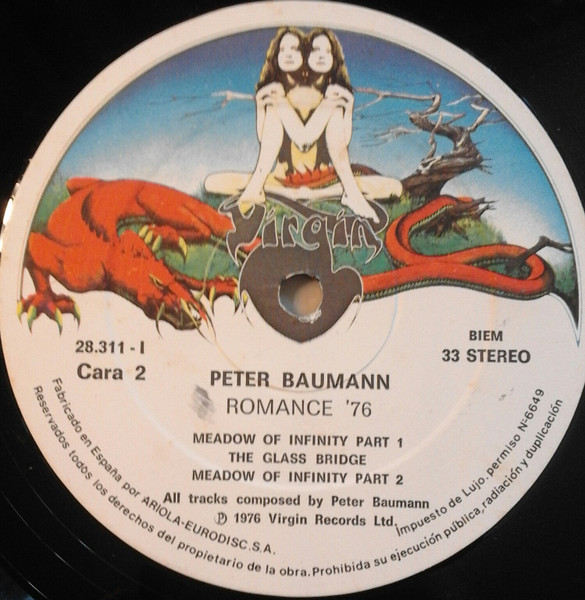 Virgin
28.311 - I
Cara 2
BIEM
33 STEREO
PETER BAUMANN
ROMANCE '76
MEADOW OF INFINITY PART 1
THE GLASS BRIDGE
MEADOW OF INFINITY PART 2
All tracks composed by Peter Baumann
℗ 1976 Virgin Records Ltd.
Fabricado en España por ARIOLA-EURODISC.S.A. Impuesto de Lujo. permiso N-6649
Reservados todos los derechos del propietario de la obra. Prohibida su ejecución pública, radiación y duplicación